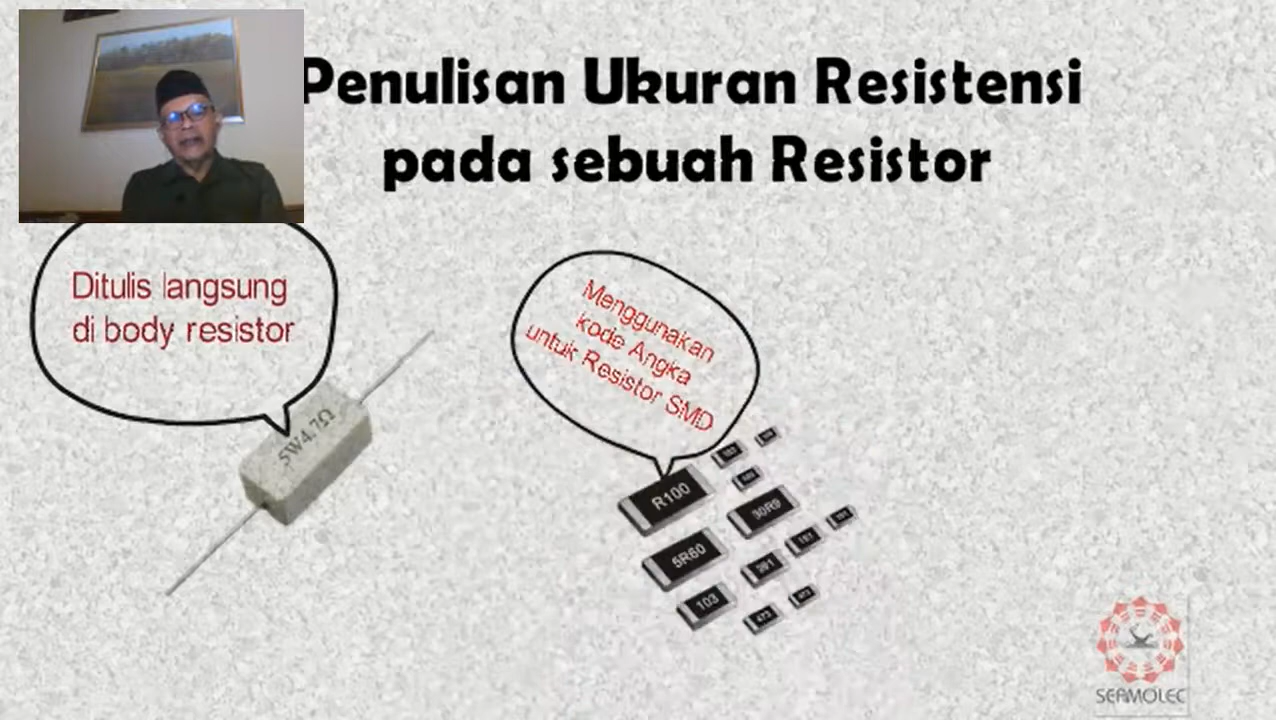 Penulisan Ukuran Resistensi
pada sebuah Resistor
Ditulis langsung
di body resistor
5W4.7Ω
Menggunakan
kode Angka
untuk Resistor SMD
R100
30R9
5R60
103
473
SEAMOLEC